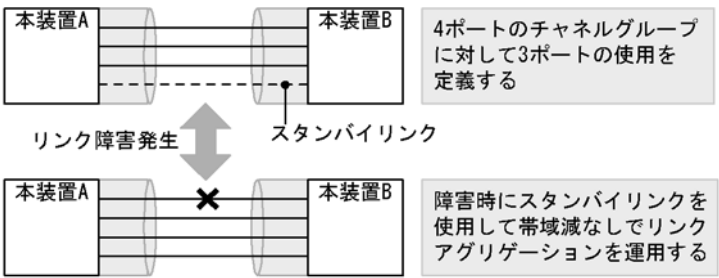 本装置A
本装置B
4ポートのチャネルグループ
に対して3ポートの使用を
定義する
リンク障害発生
スタンバイリンク
本装置A
本装置B
障害時にスタンバイリンクを
使用して帯域減なしでリンク
アグリゲーションを運用する